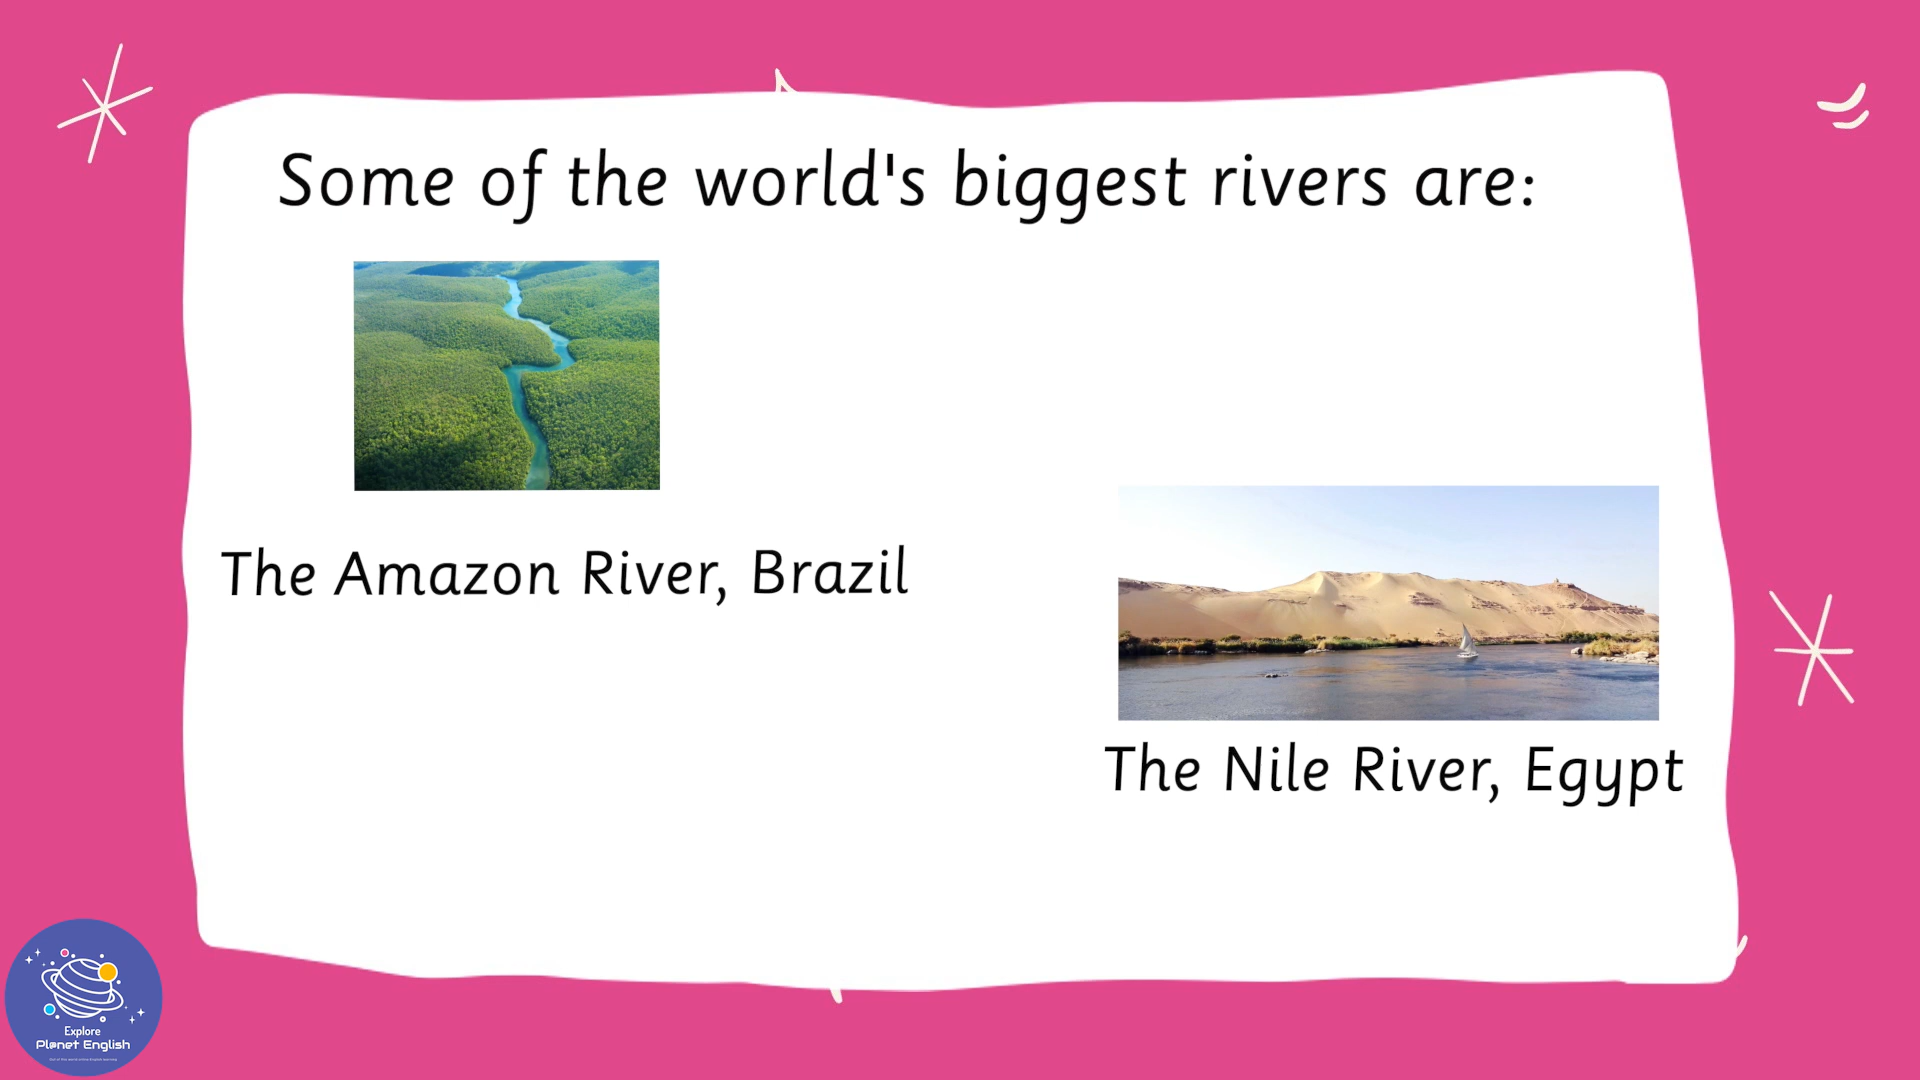 Some of the world's biggest rivers are:
The Amazon River, Brazil
The Nile River, Egypt
Explore
Planet English